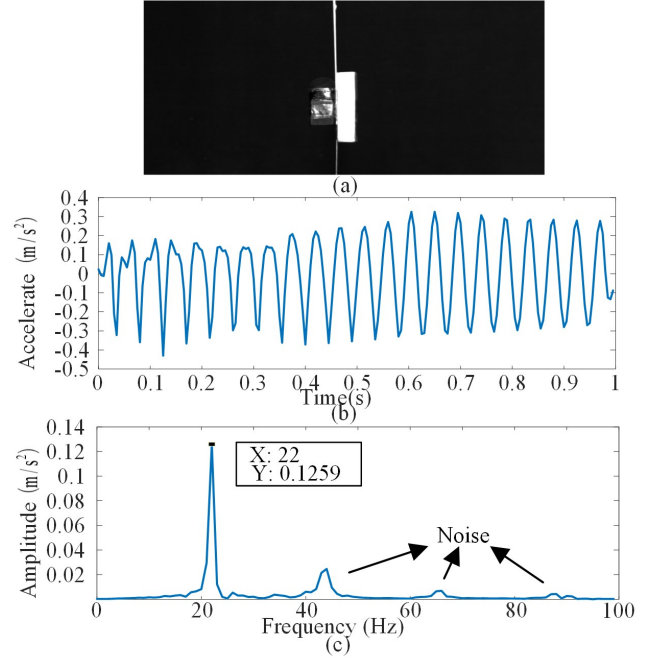 (a)
Accelerate (m/s²)
0.4
0.3
0.2
0.1
0
-0.1
-0.2
-0.3
-0.4
-0.5
0 0.1 0.2 0.3 0.4 0.5 0.6 0.7 0.8 0.9 1
Time(s)
(b)
Amplitude (m/s²)
0.14
0.12
0.10
0.08
0.06
0.04
0.02
X: 22
Y: 0.1259
Noise
0 20 40 60 80 100
Frequency (Hz)
(c)